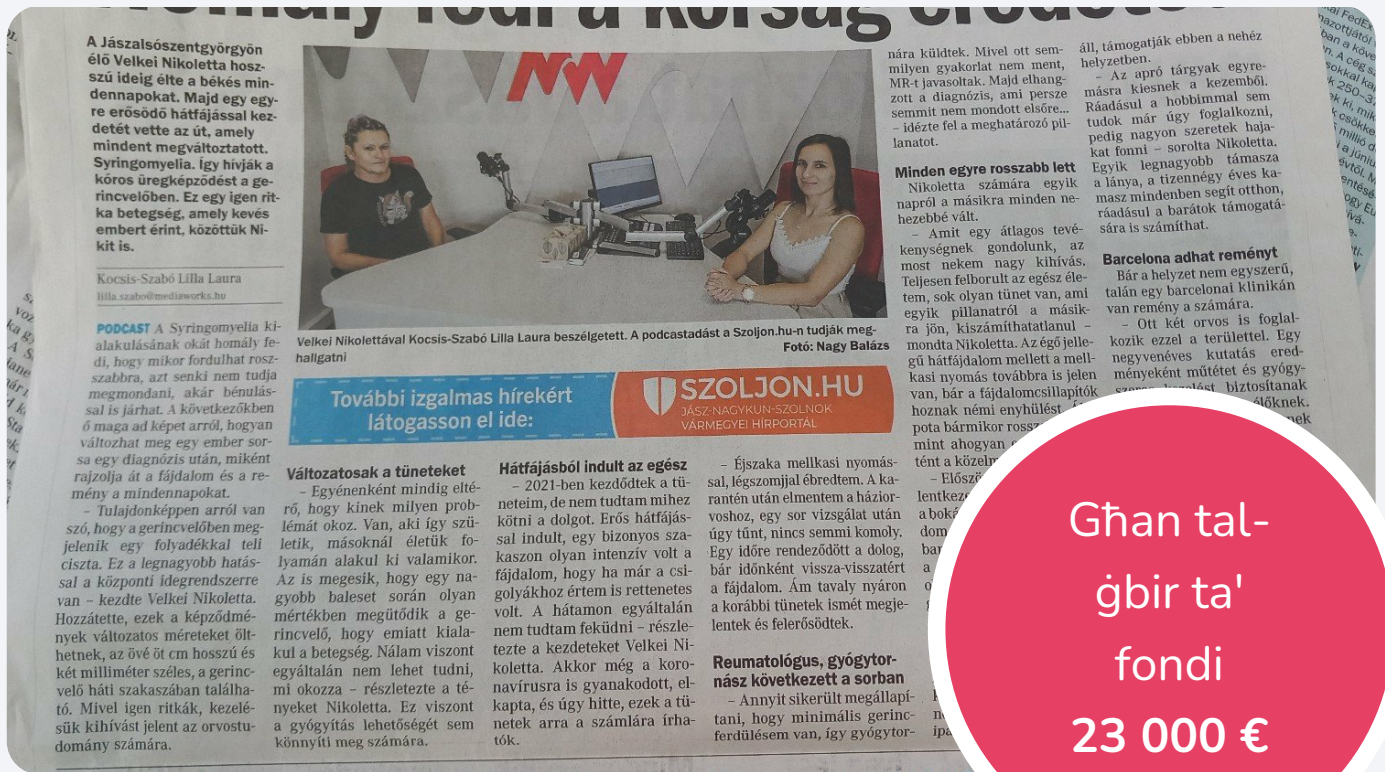 Homály fedi a kórság eredetét
A Jászalsószentgyörgyön
élő Velkei Nikoletta hosz-
szú ideig élte a békés min-
dennapokat. Majd egy egy-
re erősödő hátfájással kez-
detét vette az út, amely
mindent megváltoztatott.
Syringomyelia. Így hívják a
kóros üregképződést a ge-
rincvelőben. Ez egy igen rit-
ka betegség, amely kevés
embert érint, közöttük Ni-
kit is.
Kocsis-Szabó Lilla Laura
lilla.szabo@mediaworks.hu
PODCAST A Syringomyelia ki-
alakulásának okát homály fe-
di, hogy mikor fordulhat rosz-
szabbra, azt senki nem tudja
megmondani, akár bénulás-
sal is járhat. A következőkben
ő maga ad képet arról, hogyan
változhat meg egy ember sor-
sa egy diagnózis után, miként
rajzolja át a fájdalom és a re-
mény a mindennapokat.
– Tulajdonképpen arról van
szó, hogy a gerincvelőben meg-
jelenik egy folyadékkal teli
ciszta. Ez a legnagyobb hatás-
sal a központi idegrendszerre
van – kezdte Velkei Nikoletta.
Hozzátette, ezek a képződmé-
nyek változatos méreteket ölt-
hetnek, az övé öt cm hosszú és
két milliméter széles, a gerinc-
velő háti szakaszában található-
tó. Mivel igen ritkák, kezelé-
sük kihívást jelent az orvostu-
domány számára.
NW
Velkei Nikolettával Kocsis-Szabó Lilla Laura beszélgetett. A podcastadást a Szoljon.hu-n tudják meg-
hallgatni
Fotó: Nagy Balázs
További izgalmas hírekért
látogasson el ide:
SZOLJON.HU
JÁSZ-NAGYKUN-SZOLNOK
VÁRMEGYEI HÍRPORTÁL
Változatosak a tüneteket
– Egyénenként mindig elté-
rő, hogy kinek milyen prob-
lémát okoz. Van, aki így szü-
letik, másoknál életük fo-
lyamán alakul ki valamikor.
Az is megesik, hogy egy na-
gyobb baleset során olyan
mértékben megütődik a ge-
rincvelő, hogy emiatt kiala-
kul a betegség. Nálam viszont
egyáltalán nem lehet tudni,
mi okozza – részletezte a té-
nyeket Nikoletta. Ez viszont
a gyógyítás lehetőségét sem
könnyíti meg számára.
Hátfájásból indult az egész
– 2021-ben kezdődtek a tü-
neteim, de nem tudtam mihez
kötni a dolgot. Erős hátfájás-
sal indult, egy bizonyos sza-
kaszon olyan intenzív volt a
fájdalom, hogy ha már a csi-
golyákhoz értem is rettenetes
volt. A hátamon egyáltalán
nem tudtam feküdni – részle-
tezte a kezdeteket Velkei Ni-
koletta. Akkor még a koro-
navírusra is gyanakodott, el-
kapta, és úgy hitte, ezek a tü-
netek arra a számlára írha-
tók.
– Éjszaka mellkasi nyomás-
sal, légszomjjal ébredtem. A ka-
rantén után elmentem a házior-
voshoz, egy sor vizsgálat után
úgy tűnt, nincs semmi komoly.
Egy időre rendeződött a dolog,
bár időnként vissza-visszatért
a fájdalom. Ám tavaly nyáron
a korábbi tünetek ismét megje-
lentek és felerősödtek.
Reumatológus, gyógytor-
nász következett a sorban
– Annyit sikerült megállapí-
tani, hogy minimális gerinc-
ferdülésem van, így gyógytor-
nára küldtek. Mivel ott sem-
milyen gyakorlat nem ment,
MR-t javasoltak. Majd elhang-
zott a diagnózis, ami persze
semmit nem mondott elsőre...
– idézte fel a meghatározó pil-
lanatot.
Minden egyre rosszabb lett
Nikoletta számára egyik
napról a másikra minden ne-
hezebbé vált.
– Amit egy átlagos tevé-
kenységnek gondolunk, az
most nekem nagy kihívás.
Teljesen felborult az egész éle-
tem, sok olyan tünet van, ami
egyik pillanatról a másik-
ra jön, kiszámíthatatlanul –
mondta Nikoletta. Az égő jelle-
gű hátfájdalom mellett a mell-
kasi nyomás továbbra is jelen
van, bár a fájdalomcsillapítók
hoznak némi enyhülést
pota bármikor
mint ahogyan
tént a
áll, támogatják ebben a nehéz
helyzetben.
– Az apró tárgyak egyre-
másra kiesnek a kezemből.
Ráadásul a hobbimmal sem
tudok már úgy foglalkozni,
pedig nagyon szeretek haja-
kat fonni – sorolta Nikoletta.
Egyik legnagyobb támasza
a lánya, a tizennégy éves ka-
masz mindenben segít otthon,
ráadásul a barátok támogatá-
sára is számíthat.
Barcelona adhat reményt
Bár a helyzet nem egyszerű,
talán egy barcelonai klinikán
van remény a számára.
– Ott két orvos is foglal-
kozik ezzel a területtel. Egy
negyvenéves kutatás ered-
ményeként műtétet és gyógy-
biztosítanak
Għan tal-
ġbir ta'
fondi
23 000 €